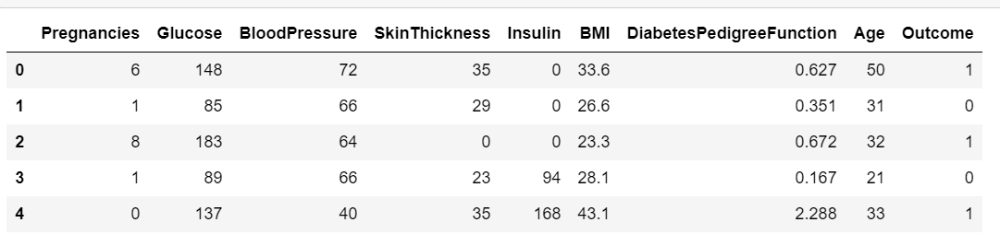 Pregnancies Glucose BloodPressure SkinThickness Insulin BMI DiabetesPedigreeFunction Age Outcome
0 6 148 72 35 0 33.6 0.627 50 1
1 1 85 66 29 0 26.6 0.351 31 0
2 8 183 64 0 0 23.3 0.672 32 1
3 1 89 66 23 94 28.1 0.167 21 0
4 0 137 40 35 168 43.1 2.288 33 1